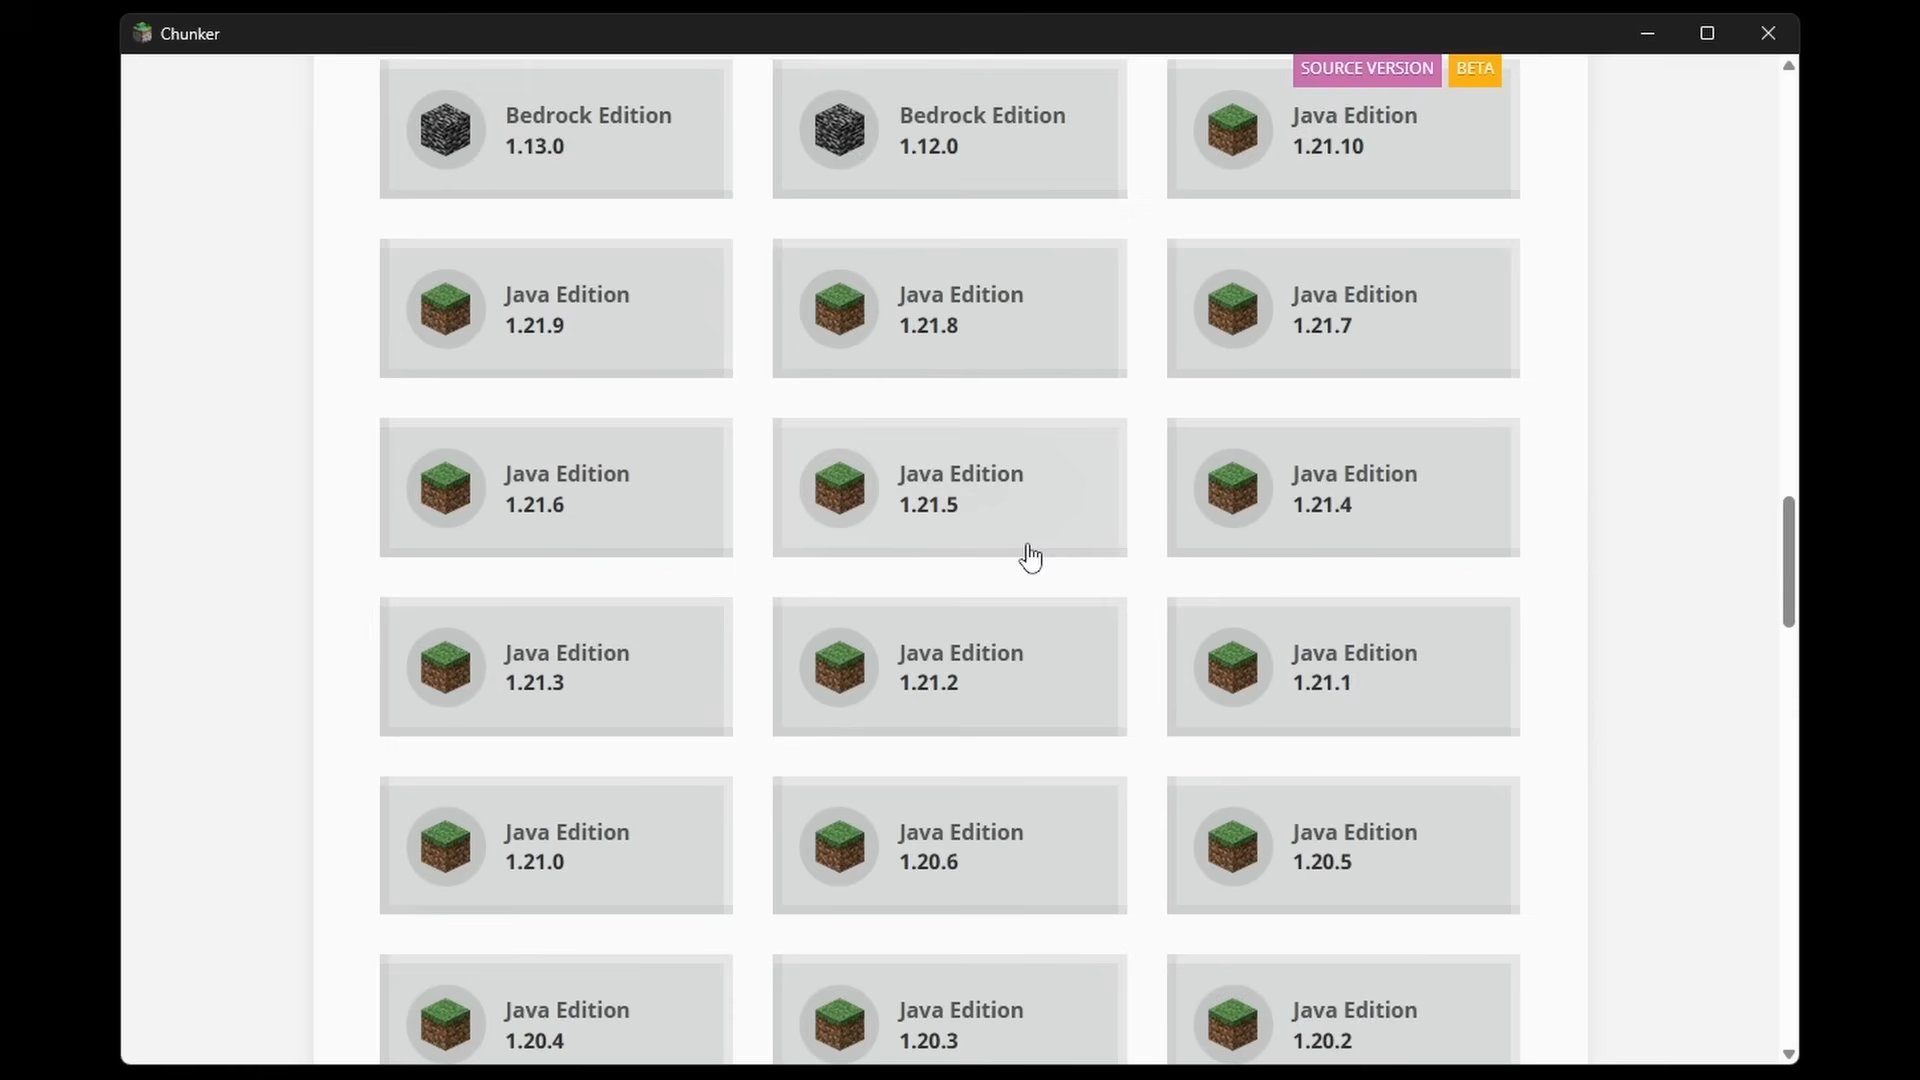 Chunker
SOURCE VERSION
BETA
Bedrock Edition
1.13.0
Bedrock Edition
1.12.0
Java Edition
1.21.10
Java Edition
1.21.9
Java Edition
1.21.8
Java Edition
1.21.7
Java Edition
1.21.6
Java Edition
1.21.5
Java Edition
1.21.4
Java Edition
1.21.3
Java Edition
1.21.2
Java Edition
1.21.1
Java Edition
1.21.0
Java Edition
1.20.6
Java Edition
1.20.5
Java Edition
1.20.4
Java Edition
1.20.3
Java Edition
1.20.2